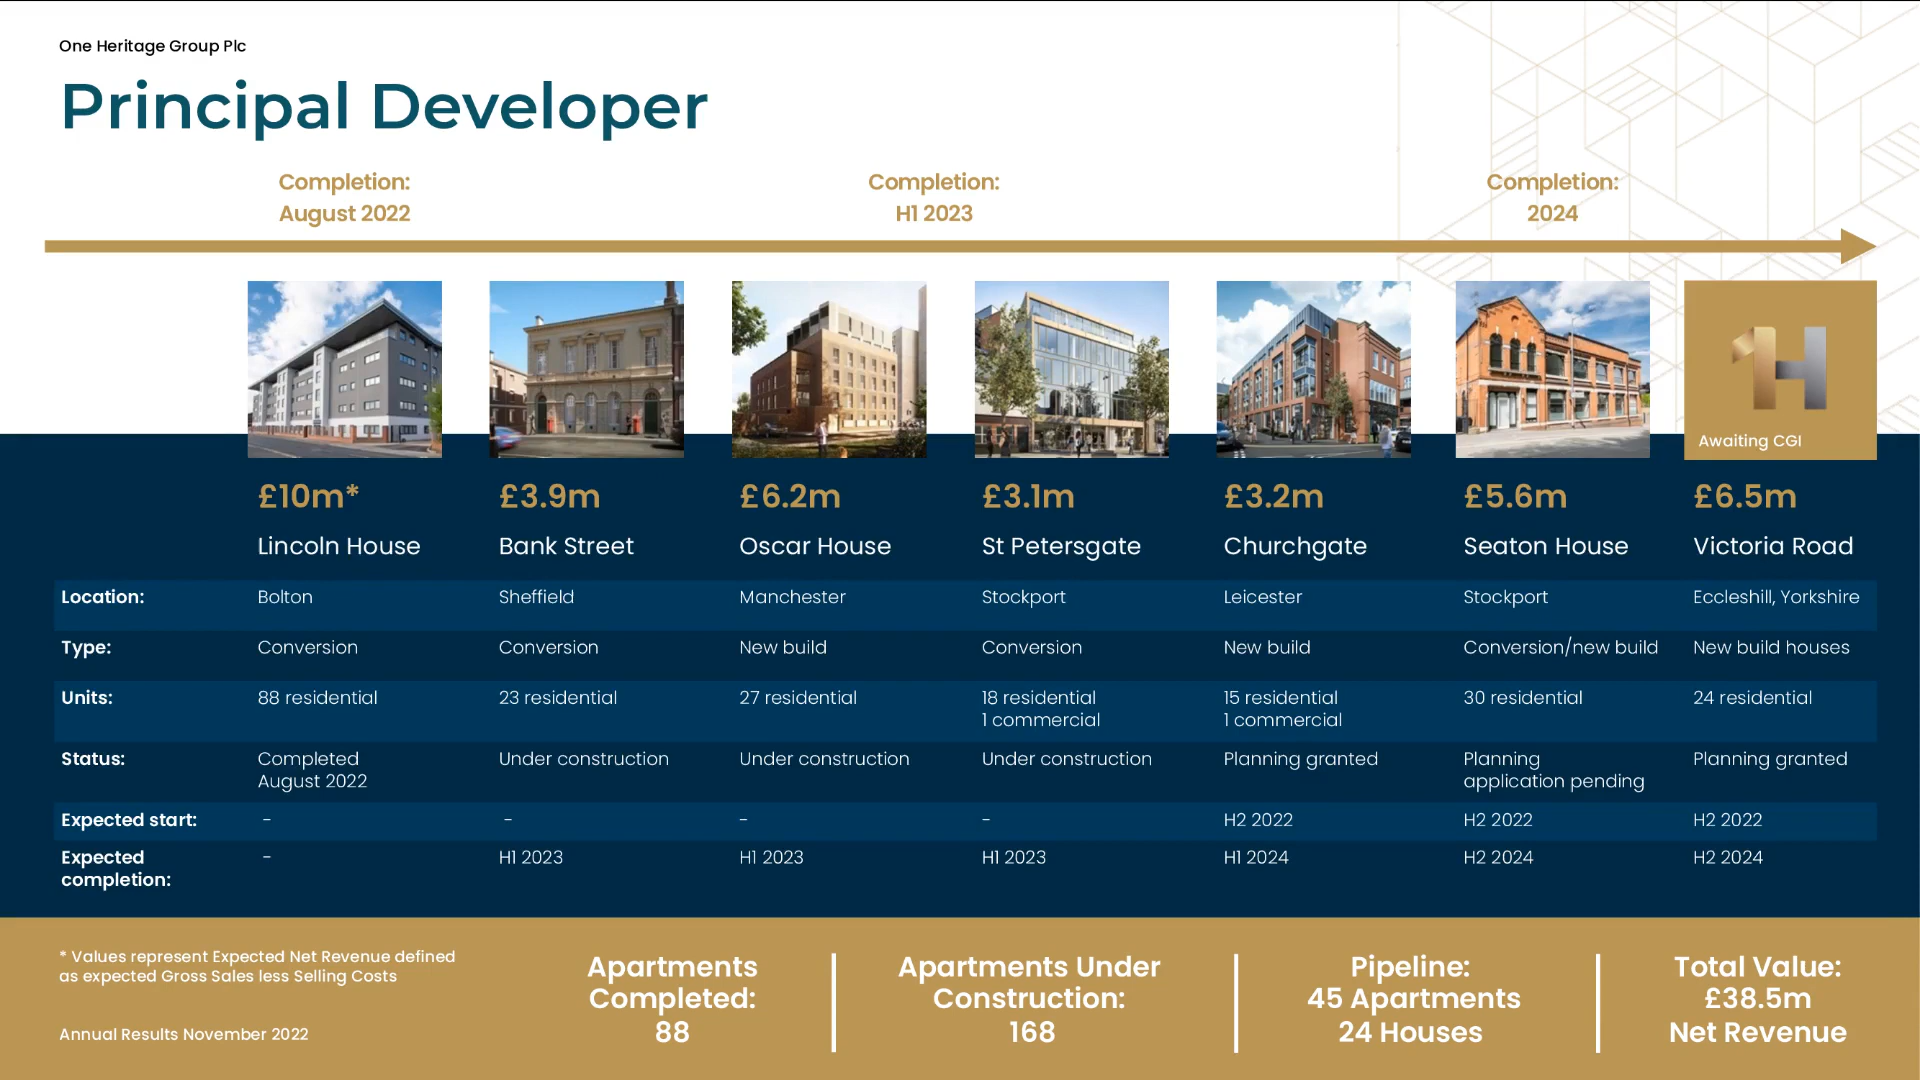 One Heritage Group Plc
Principal Developer
Completion:
August 2022
Completion:
H1 2023
Completion:
2024
1H
Awaiting CGI
£10m*
£3.9m
£6.2m
£3.1m
£3.2m
£5.6m
£6.5m
Lincoln House
Bank Street
Oscar House
St Petersgate
Churchgate
Seaton House
Victoria Road
Location:
Bolton
Sheffield
Manchester
Stockport
Leicester
Stockport
Eccleshill, Yorkshire
Type:
Conversion
Conversion
New build
Conversion
New build
Conversion/new build
New build houses
Units:
88 residential
23 residential
27 residential
18 residential
1 commercial
15 residential
1 commercial
30 residential
24 residential
Status:
Completed
August 2022
Under construction
Under construction
Under construction
Planning granted
Planning
application pending
Planning granted
Expected start:
-
-
-
-
H2 2022
H2 2022
H2 2022
Expected
completion:
-
H1 2023
H1 2023
H1 2023
H1 2024
H2 2024
H2 2024
* Values represent Expected Net Revenue defined
as expected Gross Sales less Selling Costs
Annual Results November 2022
Apartments
Completed:
88
Apartments Under
Construction:
168
Pipeline:
45 Apartments
24 Houses
Total Value:
£38.5m
Net Revenue